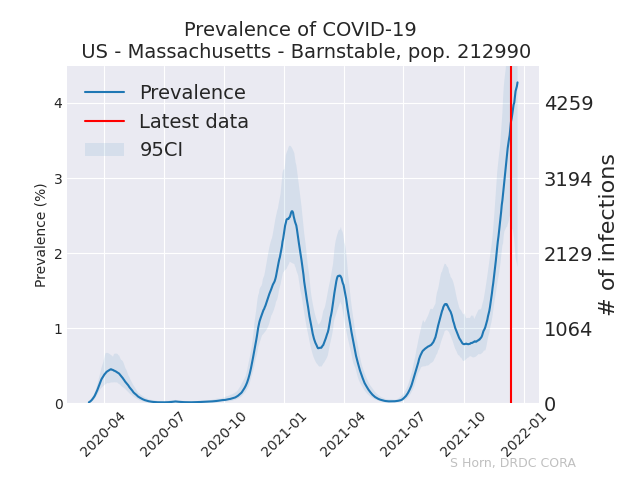 Prevalence of COVID-19
US - Massachusetts - Barnstable, pop. 212990
Prevalence
Latest data
95CI
Prevalence (%)
4
3
2
1
0
4259
3194
2129
1064
0
# of infections
2020-04
2020-07
2020-10
2021-01
2021-04
2021-07
2021-10
2022-01
S Horn, DRDC CORA